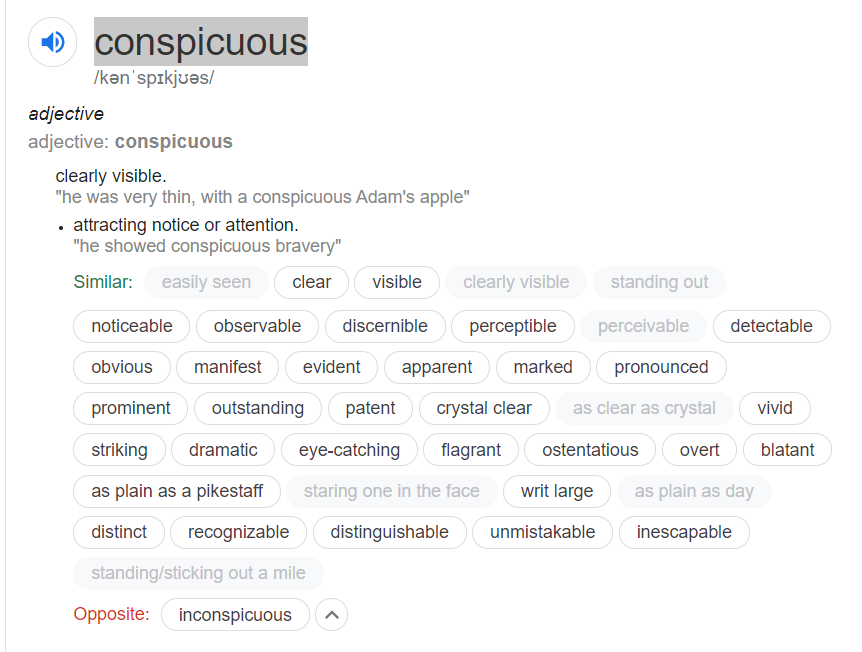 conspicuous
/kənˈspɪkjʊəs/
adjective
adjective: conspicuous
clearly visible.
"he was very thin, with a conspicuous Adam's apple"
• attracting notice or attention.
"he showed conspicuous bravery"
Similar: easily seen clear visible clearly visible standing out
noticeable observable discernible perceptible perceivable detectable
obvious manifest evident apparent marked pronounced
prominent outstanding patent crystal clear as clear as crystal vivid
striking dramatic eye-catching flagrant ostentatious overt blatant
as plain as a pikestaff staring one in the face writ large as plain as day
distinct recognizable distinguishable unmistakable inescapable
standing/sticking out a mile
Opposite: inconspicuous